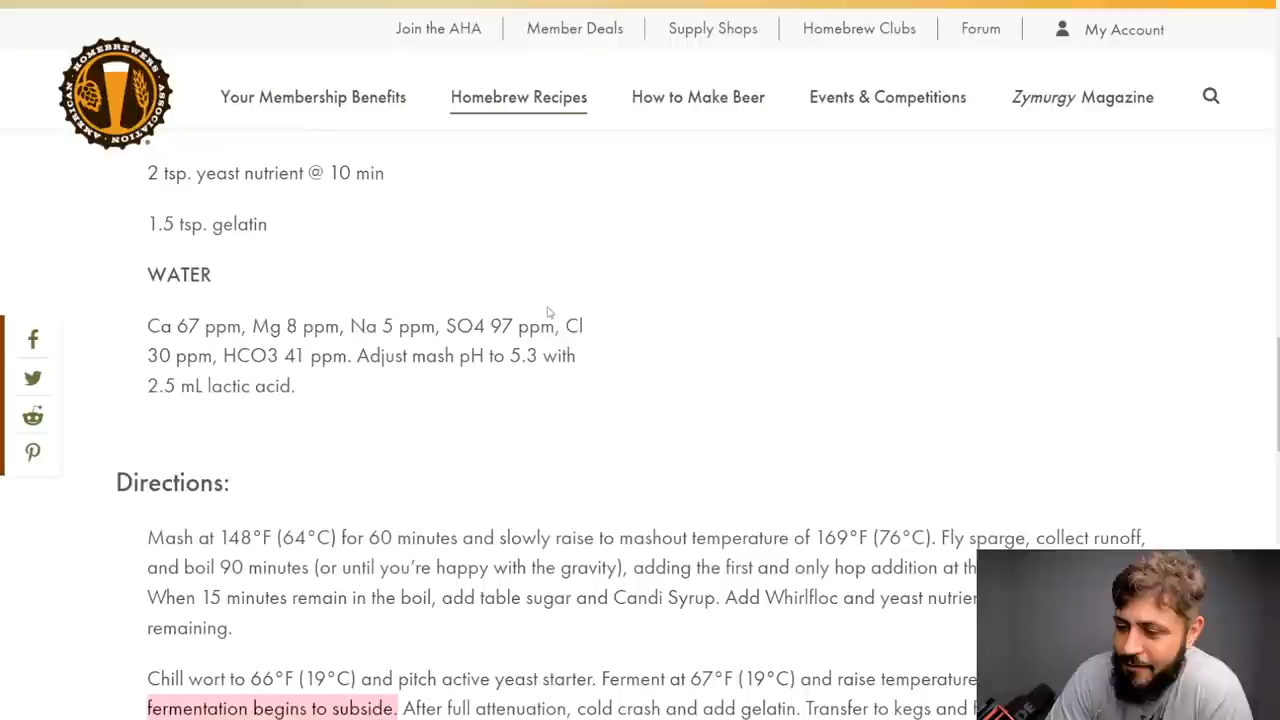 Join the AHA
Member Deals
Supply Shops
Homebrew Clubs
Forum
My Account
AMERICAN HOMEBREWERS ASSOCIATION
Your Membership Benefits
Homebrew Recipes
How to Make Beer
Events & Competitions
Zymurgy Magazine
2 tsp. yeast nutrient @ 10 min
1.5 tsp. gelatin
WATER
Ca 67 ppm, Mg 8 ppm, Na 5 ppm, SO4 97 ppm, Cl
30 ppm, HCO3 41 ppm. Adjust mash pH to 5.3 with
2.5 mL lactic acid.
Directions:
Mash at 148°F (64°C) for 60 minutes and slowly raise to mashout temperature of 169°F (76°C). Fly sparge, collect runoff,
and boil 90 minutes (or until you're happy with the gravity), adding the first and only hop addition at
When 15 minutes remain in the boil, add table sugar and Candi Syrup. Add Whirlfloc and yeast
remaining.
Chill wort to 66°F (19°C) and pitch active yeast starter. Ferment at 67°F (19°C) and raise temperature
fermentation begins to subside. After full attenuation, cold crash and add gelatin. Transfer to kegs and